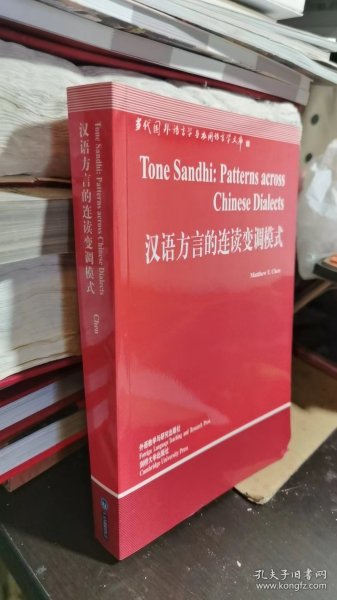 当代国外语言学与应用语言学文库
Tone Sandhi: Patterns across
Chinese Dialects
汉语方言的连读变调模式
Matthew Y. Chen
外语教学与研究出版社
Foreign Language Teaching and Research Press
剑桥大学出版社
Cambridge University Press
Tone Sandhi: Patterns across Chinese Dialects
汉语方言的连读变调模式
Chen
孔夫子旧书网